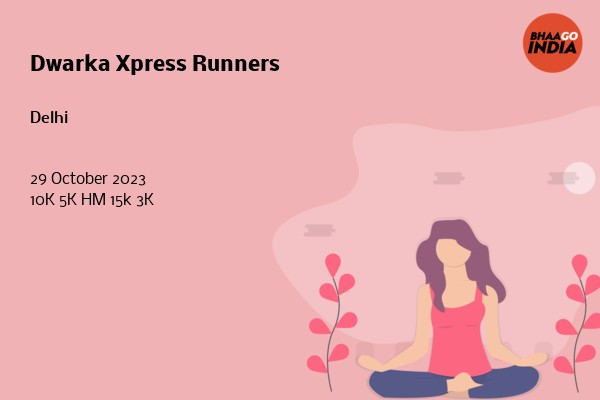 BHAAGO
INDIA
Dwarka Xpress Runners
Delhi
29 October 2023
10K 5K HM 15k 3K